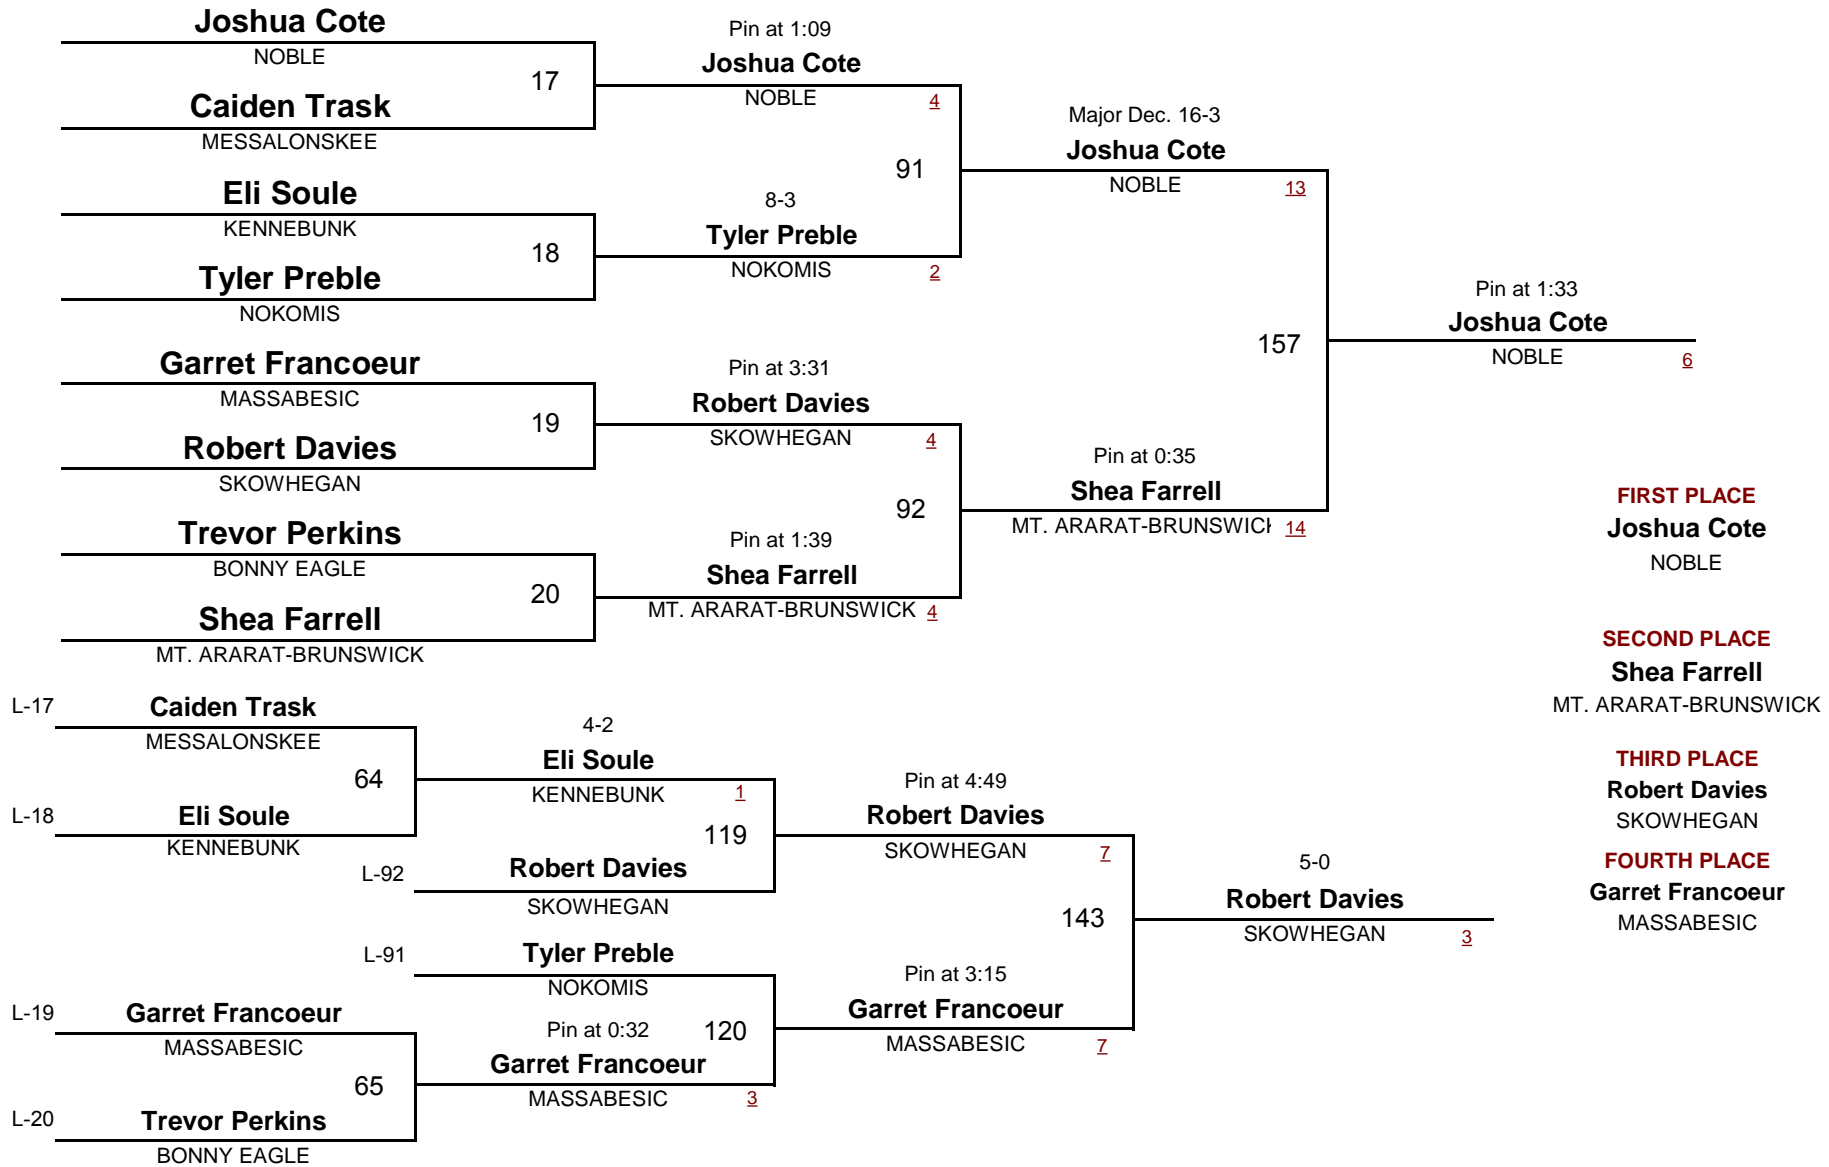 Joshua Cote
NOBLE
17
Caiden Trask
MESSALONSKEE
Eli Soule
KENNEBUNK
18
Tyler Preble
NOKOMIS
Garret Francoeur
MASSABESIC
19
Robert Davies
SKOWHEGAN
Trevor Perkins
BONNY EAGLE
20
Shea Farrell
MT. ARARAT-BRUNSWICK
Pin at 1:09
Joshua Cote
NOBLE 4
91
8-3
Tyler Preble
NOKOMIS 2
Pin at 3:31
Robert Davies
SKOWHEGAN 4
92
Pin at 1:39
Shea Farrell
MT. ARARAT-BRUNSWICK 4
Major Dec. 16-3
Joshua Cote
NOBLE 13
157
Pin at 0:35
Shea Farrell
MT. ARARAT-BRUNSWICK 14
Pin at 1:33
Joshua Cote
NOBLE 6
FIRST PLACE
Joshua Cote
NOBLE
SECOND PLACE
Shea Farrell
MT. ARARAT-BRUNSWICK
THIRD PLACE
Robert Davies
SKOWHEGAN
FOURTH PLACE
Garret Francoeur
MASSABESIC
L-17 Caiden Trask
MESSALONSKEE
64
L-18 Eli Soule
KENNEBUNK
4-2
Eli Soule
KENNEBUNK 1
119
L-92 Robert Davies
SKOWHEGAN
L-91 Tyler Preble
NOKOMIS
L-19 Garret Francoeur
MASSABESIC
65
L-20 Trevor Perkins
BONNY EAGLE
Pin at 0:32 120
Garret Francoeur
MASSABESIC 3
Pin at 4:49
Robert Davies
SKOWHEGAN 7
143
Pin at 3:15
Garret Francoeur
MASSABESIC 7
5-0
Robert Davies
SKOWHEGAN 3